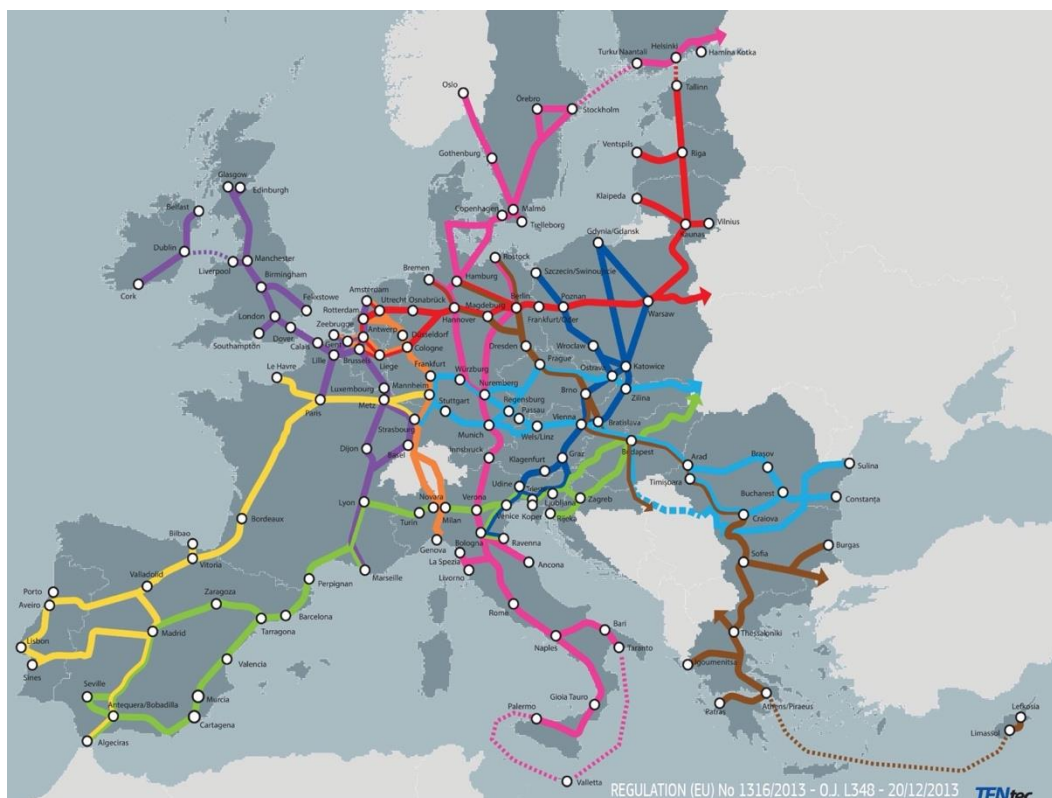 Turku Naantali
Helsinki
Hamina Kotka
Oslo
Örebro
Stockholm
Tallinn
Gothenburg
Ventspils
Riga
Glasgow
Edinburgh
Klaipeda
Belfast
Copenhagen
Malmö
Trelleborg
Kaunas
Vilnius
Gdynia/Gdansk
Dublin
Liverpool
Manchester
Rostock
Bremen
Hamburg
Szczecin/Swinoujscie
Cork
Birmingham
Felixstowe
Amsterdam
Utrecht
Osnabrück
Berlin
Poznan
Rotterdam
Magdeburg
London
Zeebrugge
Hannover
Frankfurt/Oder
Warsaw
Southampton
Dover
Calais
Antwerp
Gent
Düsseldorf
Cologne
Dresden
Wrocław
Lille
Brussels
Liege
Frankfurt
Prague
Katowice
Le Havre
Luxembourg
Mannheim
Würzburg
Nuremberg
Ostrava
Paris
Metz
Stuttgart
Regensburg
Passau
Brno
Zilina
Strasbourg
Munich
Wels/Linz
Vienna
Bratislava
Dijon
Basel
Innsbruck
Klagenfurt
Graz
Budapest
Arad
Braşov
Sulina
Timişoara
Udine
Lyon
Novara
Verona
Ljubljana
Zagreb
Bucharest
Constanţa
Turin
Milan
Venice
Koper
Rijeka
Craiova
Bordeaux
Bilbao
Genova
Bologna
Ravenna
Vitoria
La Spezia
Ancona
Sofia
Burgas
Marseille
Livorno
Porto
Valladolid
Perpignan
Aveiro
Zaragoza
Rome
Barcelona
Lisbon
Madrid
Tarragona
Bari
Thessaloniki
Naples
Taranto
Sines
Valencia
Igoumenitsa
Seville
Murcia
Gioia Tauro
Palermo
Patras
Athens/Piraeus
Antequera/Bobadilla
Cartagena
Lefkosia
Limassol
Algeciras
Valletta
REGULATION (EU) No 1316/2013 - O.J. L348 - 20/12/2013
TENtec